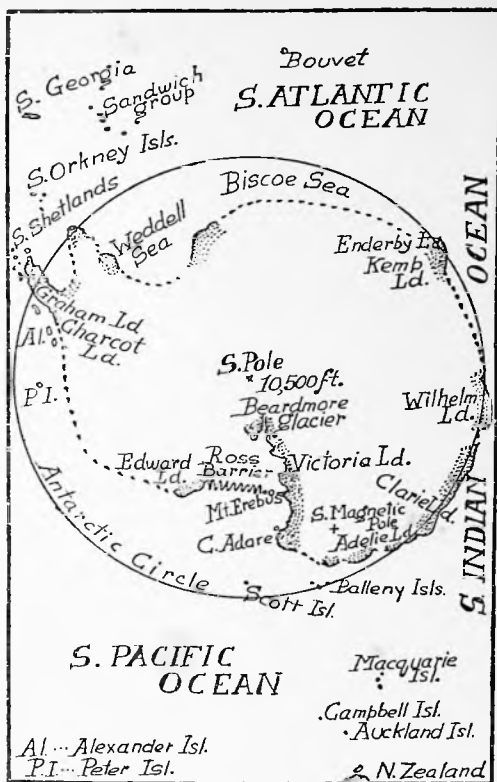 Bouvet
S. Georgia
Sandwich
group
S. ATLANTIC
OCEAN
S. Orkney Isls.
S. Shetlands
Biscoe Sea
Weddell
Sea
Enderby Ld.
Kemp
Ld.
S. INDIAN OCEAN
Graham Ld.
Charcot
Ld.
Al.
P.I.
S. Pole
10,500 ft.
Beardmore
glacier
Wilhelm
Ld.
Edward
Ld.
Ross
Barrier
Victoria Ld.
Mt. Erebus
S. Magnetic
Pole
Clarie Ld.
Adelie Ld.
C. Adare
Antarctic Circle
Scott Isl.
Balleny Isls.
S. PACIFIC
OCEAN
Macquarie
Isl.
Campbell Isl.
Auckland Isl.
Al. ... Alexander Isl.
P.I. ... Peter Isl.
N. Zealand